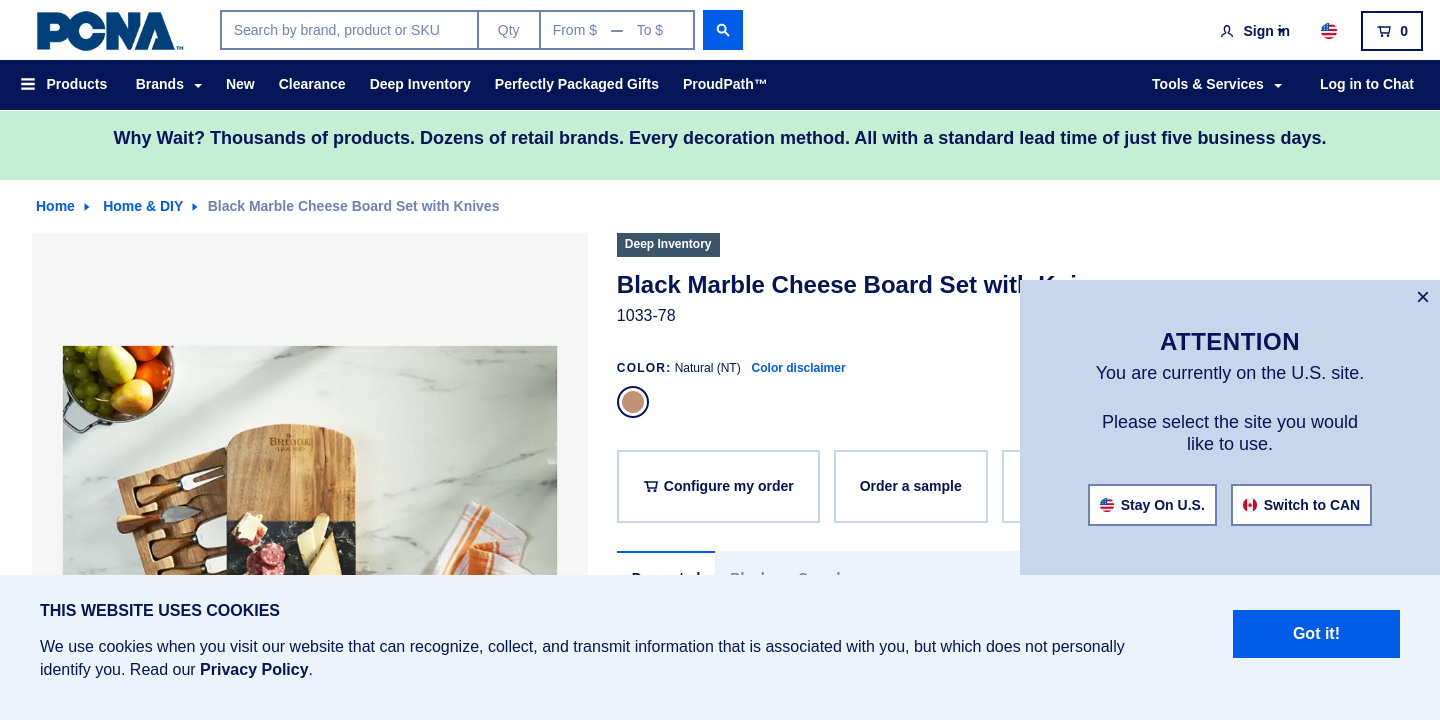 PCNA™
Search by brand, product or SKU
Qty
From $ — To $
Sign in
0
Products
Brands
New
Clearance
Deep Inventory
Perfectly Packaged Gifts
ProudPath™
Tools & Services
Log in to Chat
Why Wait? Thousands of products. Dozens of retail brands. Every decoration method. All with a standard lead time of just five business days.
Home
Home & DIY
Black Marble Cheese Board Set with Knives
Deep Inventory
Black Marble Cheese Board Set with
1033-78
COLOR: Natural (NT) Color disclaimer
Configure my order
Order a sample
×
ATTENTION
You are currently on the U.S. site.
Please select the site you would
like to use.
Stay On U.S.
Switch to CAN
THIS WEBSITE USES COOKIES
We use cookies when you visit our website that can recognize, collect, and transmit information that is associated with you, but which does not personally
identify you. Read our Privacy Policy.
Got it!